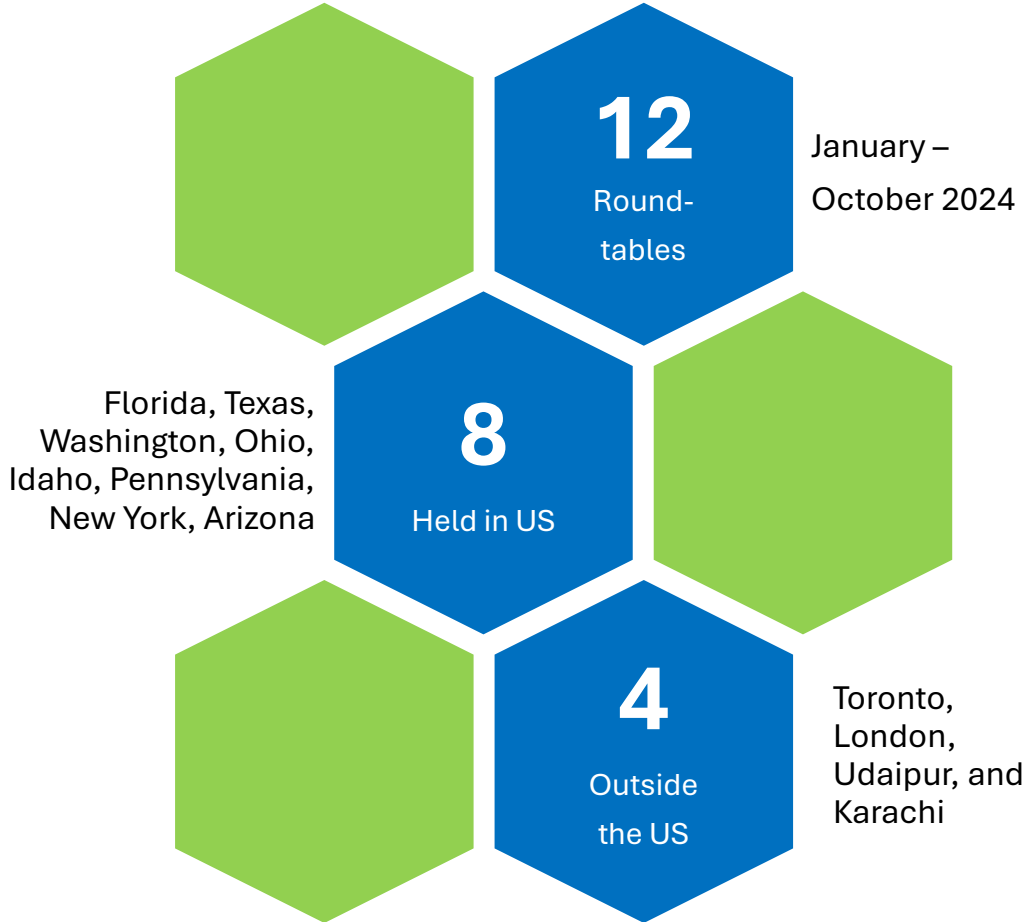 12
Round-
tables
January –
October 2024
Florida, Texas,
Washington, Ohio,
Idaho, Pennsylvania,
New York, Arizona
8
Held in US
4
Outside
the US
Toronto,
London,
Udaipur, and
Karachi